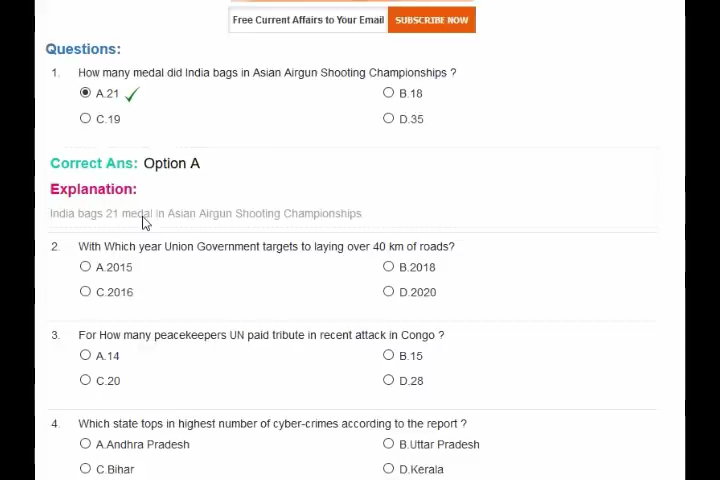 Free Current Affairs to Your Email SUBSCRIBE NOW
Questions:
1. How many medal did India bags in Asian Airgun Shooting Championships ?
A.21 B.18
C.19 D.35
Correct Ans: Option A
Explanation:
India bags 21 medal in Asian Airgun Shooting Championships
2. With Which year Union Government targets to laying over 40 km of roads?
A.2015 B.2018
C.2016 D.2020
3. For How many peacekeepers UN paid tribute in recent attack in Congo ?
A.14 B.15
C.20 D.28
4. Which state tops in highest number of cyber-crimes according to the report ?
A.Andhra Pradesh B.Uttar Pradesh
C.Bihar D.Kerala